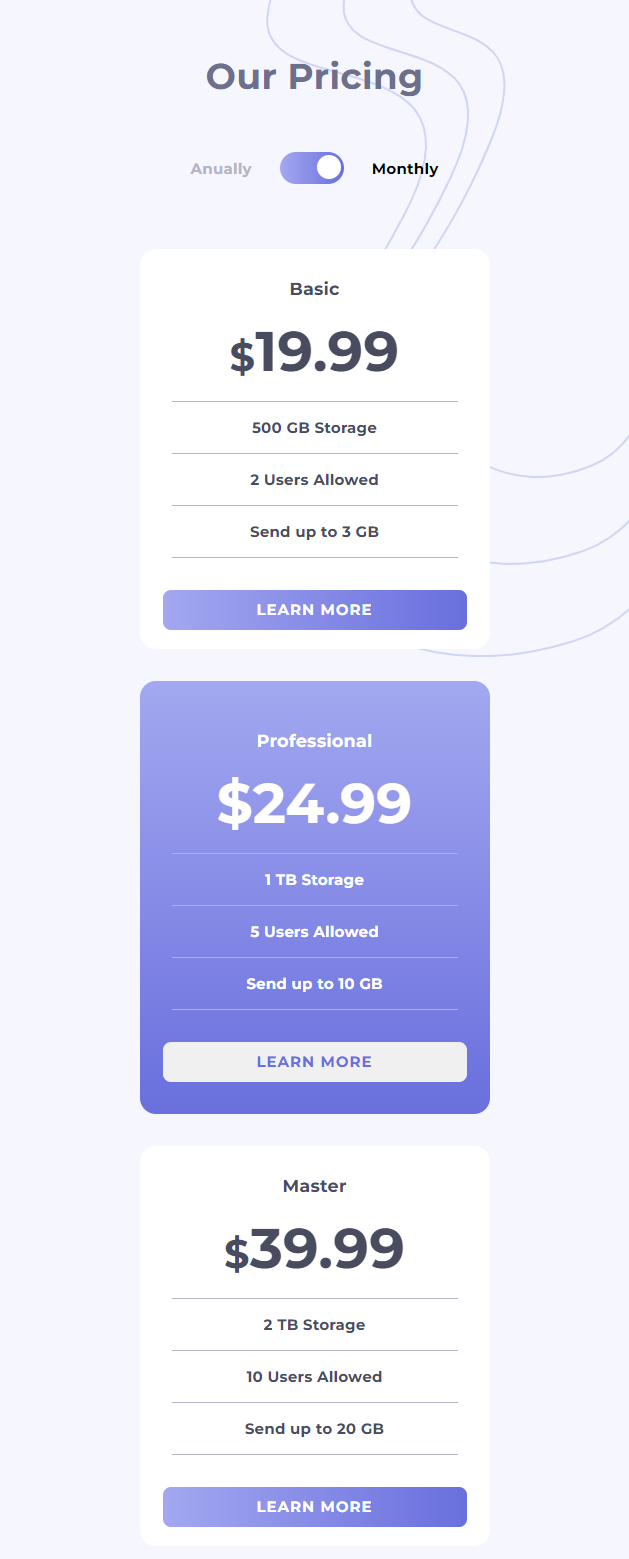 Our Pricing
Anually Monthly
Basic
$19.99
500 GB Storage
2 Users Allowed
Send up to 3 GB
LEARN MORE
Professional
$24.99
1 TB Storage
5 Users Allowed
Send up to 10 GB
LEARN MORE
Master
$39.99
2 TB Storage
10 Users Allowed
Send up to 20 GB
LEARN MORE